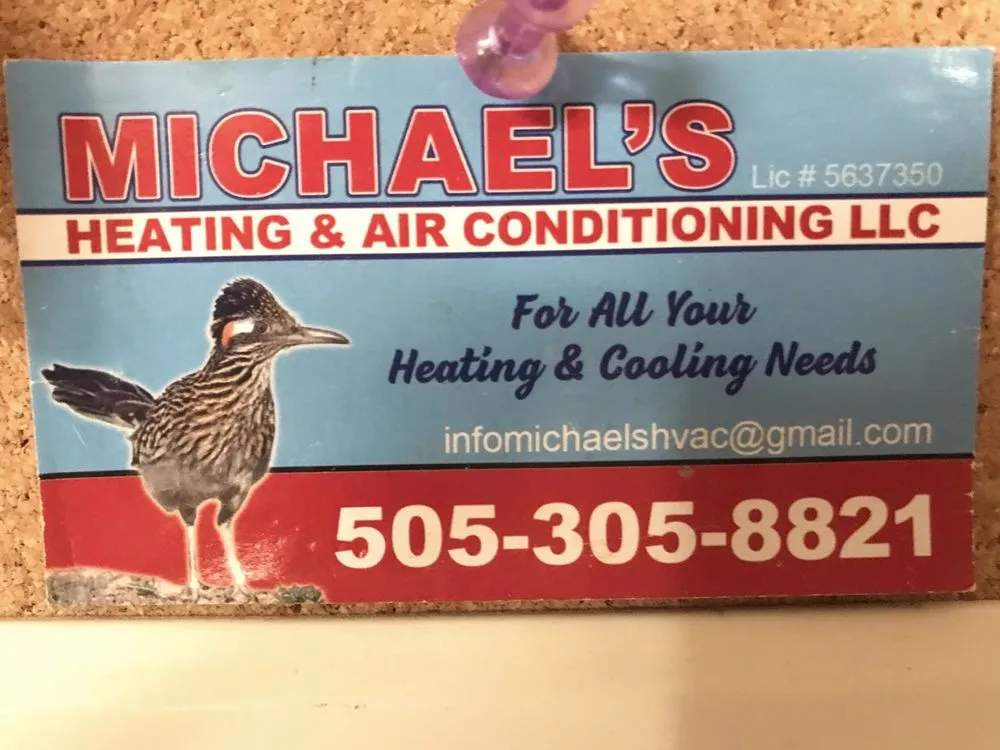 MICHAEL'S
Lic # 5637350
HEATING & AIR CONDITIONING LLC
For All Your
Heating & Cooling Needs
infomichaelshvac@gmail.com
505-305-8821